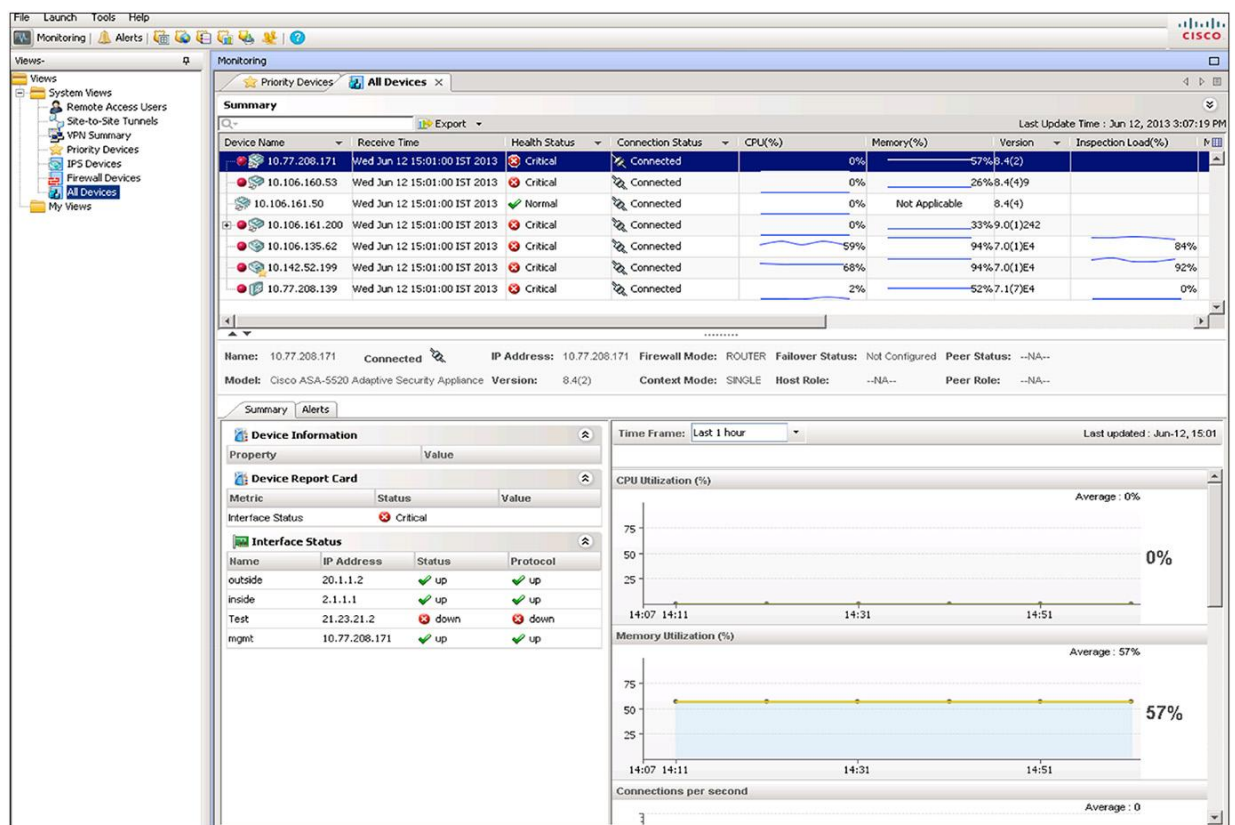 File Launch Tools Help
Monitoring Alerts
CISCO
Views-
Monitoring
Views
System Views
Remote Access Users
Site-to-Site Tunnels
VPN Summary
Priority Devices
IPS Devices
Firewall Devices
All Devices
My Views
Priority Devices All Devices
Summary
Export Last Update Time : Jun 12, 2013 3:07:19 PM
Device Name Receive Time Health Status Connection Status CPU(%) Memory(%) Version Inspection Load(%)
10.77.208.171 Wed Jun 12 15:01:00 IST 2013 Critical Connected 0% 57% 8.4(2)
10.106.160.53 Wed Jun 12 15:01:00 IST 2013 Critical Connected 0% 26% 8.4(4)9
10.106.161.50 Wed Jun 12 15:01:00 IST 2013 Normal Connected 0% Not Applicable 8.4(4)
10.106.161.200 Wed Jun 12 15:01:00 IST 2013 Critical Connected 0% 33% 9.0(1)242
10.106.135.62 Wed Jun 12 15:01:00 IST 2013 Critical Connected 59% 94% 7.0(1)E4 84%
10.142.52.199 Wed Jun 12 15:01:00 IST 2013 Critical Connected 68% 94% 7.0(1)E4 92%
10.77.208.139 Wed Jun 12 15:01:00 IST 2013 Critical Connected 2% 52% 7.1(7)E4 0%
Name: 10.77.208.171 Connected IP Address: 10.77.208.171 Firewall Mode: ROUTER Failover Status: Not Configured Peer Status: --NA--
Model: Cisco ASA-5520 Adaptive Security Appliance Version: 8.4(2) Context Mode: SINGLE Host Role: --NA-- Peer Role: --NA--
Summary Alerts
Device Information
Property Value
Device Report Card
Metric Status Value
Interface Status Critical
Interface Status
Name IP Address Status Protocol
outside 20.1.1.2 up up
inside 2.1.1.1 up up
Test 21.23.21.2 down down
mgmt 10.77.208.171 up up
Time Frame: Last 1 hour Last updated : Jun-12, 15:01
CPU Utilization (%)
Average : 0%
75
50
0%
25
14:07 14:11 14:31 14:51
Memory Utilization (%)
Average : 57%
75
50
57%
25
14:07 14:11 14:31 14:51
Connections per second
Average : 0